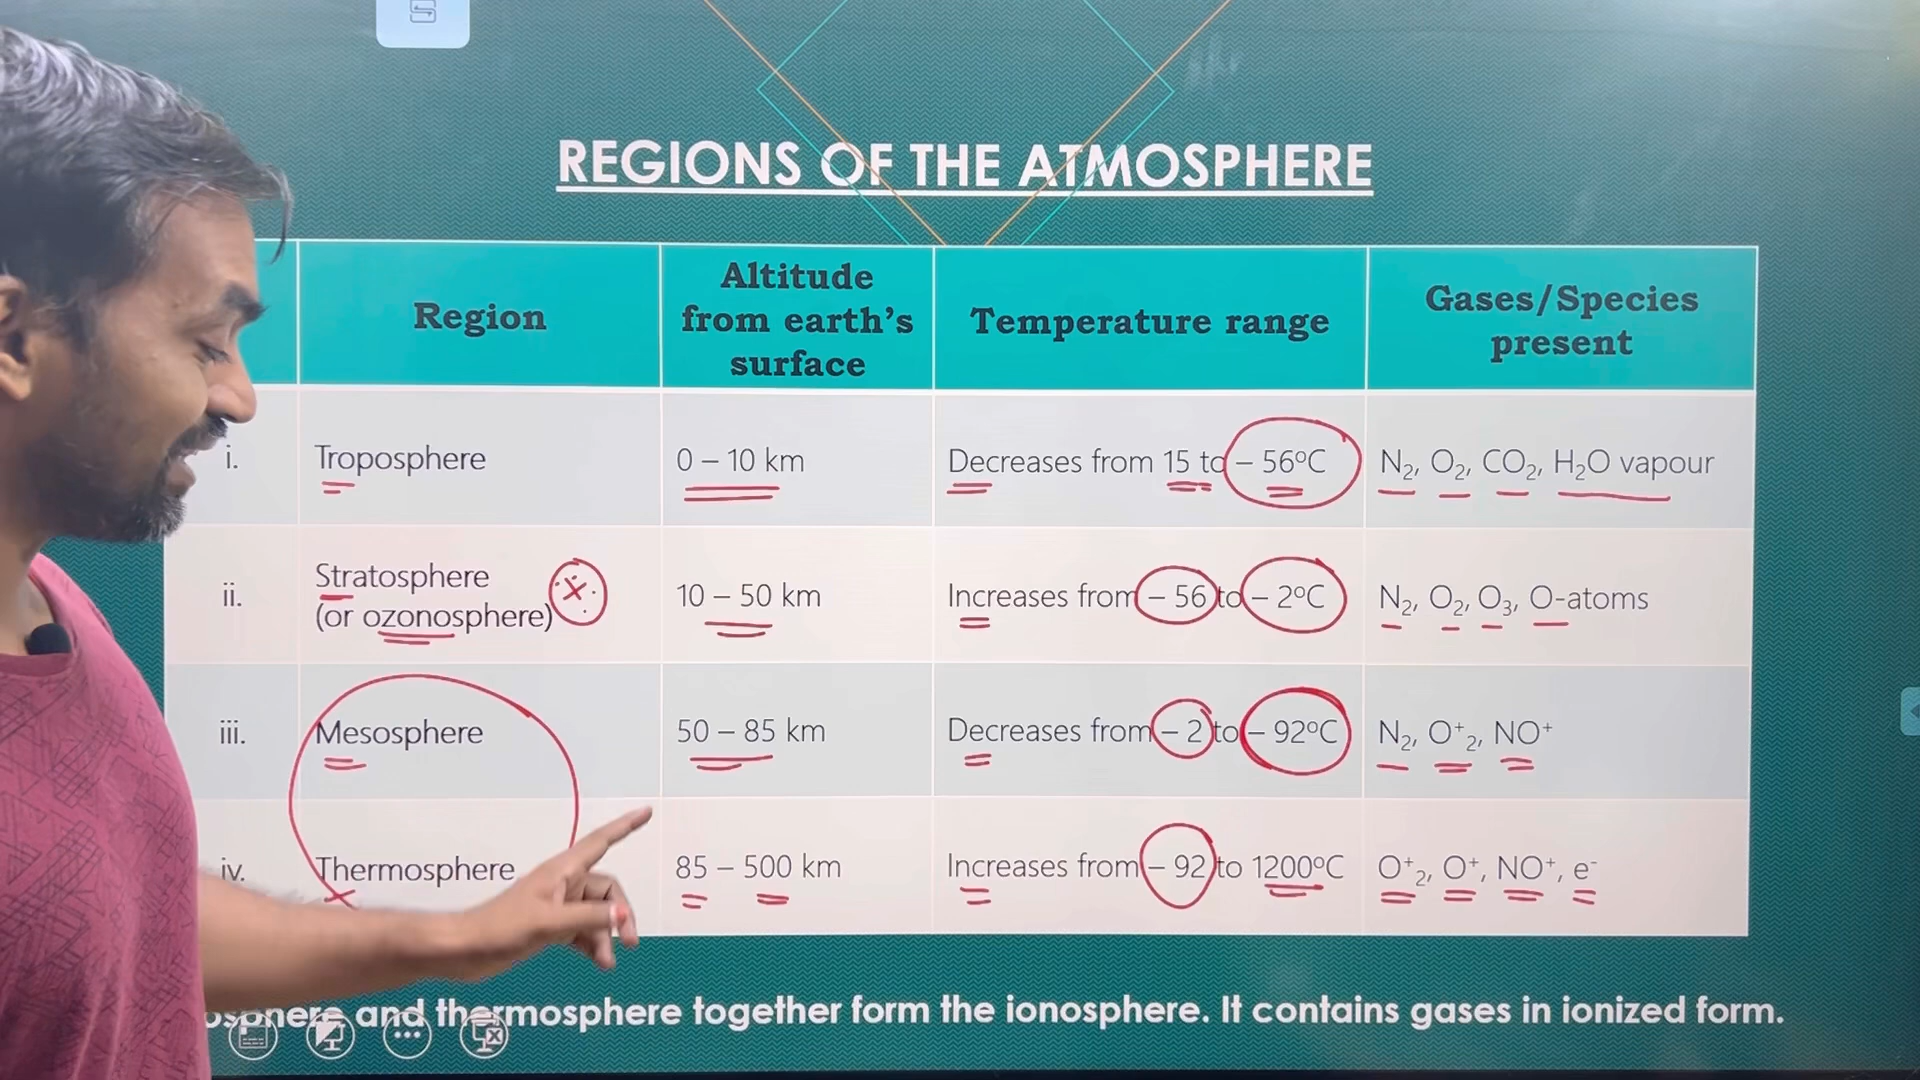 REGIONS OF THE ATMOSPHERE
Region
Altitude
from earth's
surface
Temperature range
Gases/Species
present
i.
Troposphere
0 – 10 km
Decreases from 15 to – 56°C
N₂, O₂, CO₂, H₂O vapour
ii.
Stratosphere
(or ozonosphere)
10 – 50 km
Increases from – 56 to – 2°C
N₂, O₂, O₃, O-atoms
iii.
Mesosphere
50 – 85 km
Decreases from – 2 to – 92°C
N₂, O⁺₂, NO⁺
iv.
Thermosphere
85 – 500 km
Increases from – 92 to 1200°C
O⁺₂, O⁺, NO⁺, e⁻
and thermosphere together form the ionosphere. It contains gases in ionized form.